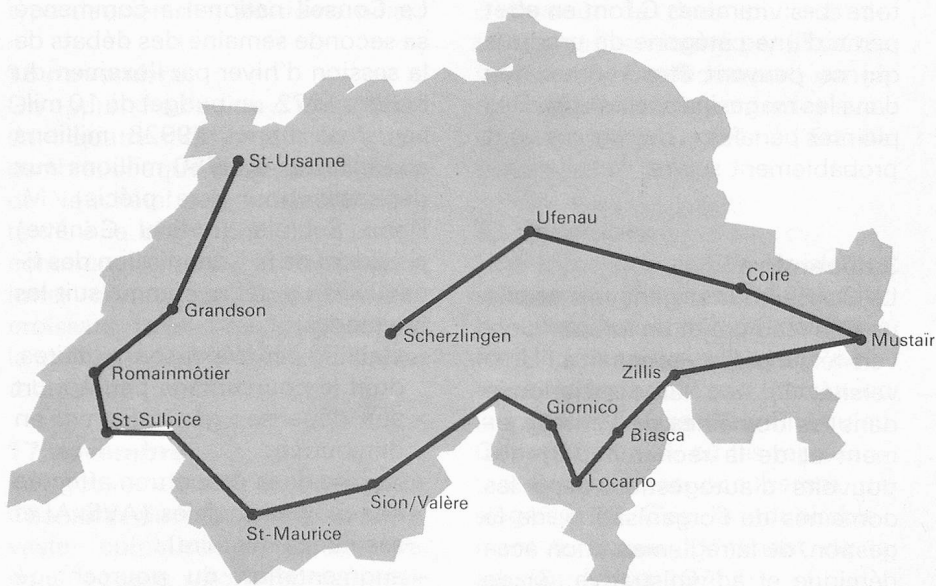 St-Ursanne
Ufenau
Coire
Grandson
Scherzlingen
Mustaïr
Romainmôtier
Zillis
Giornico
St-Sulpice
Biasca
Locarno
Sion/Valère
St-Maurice